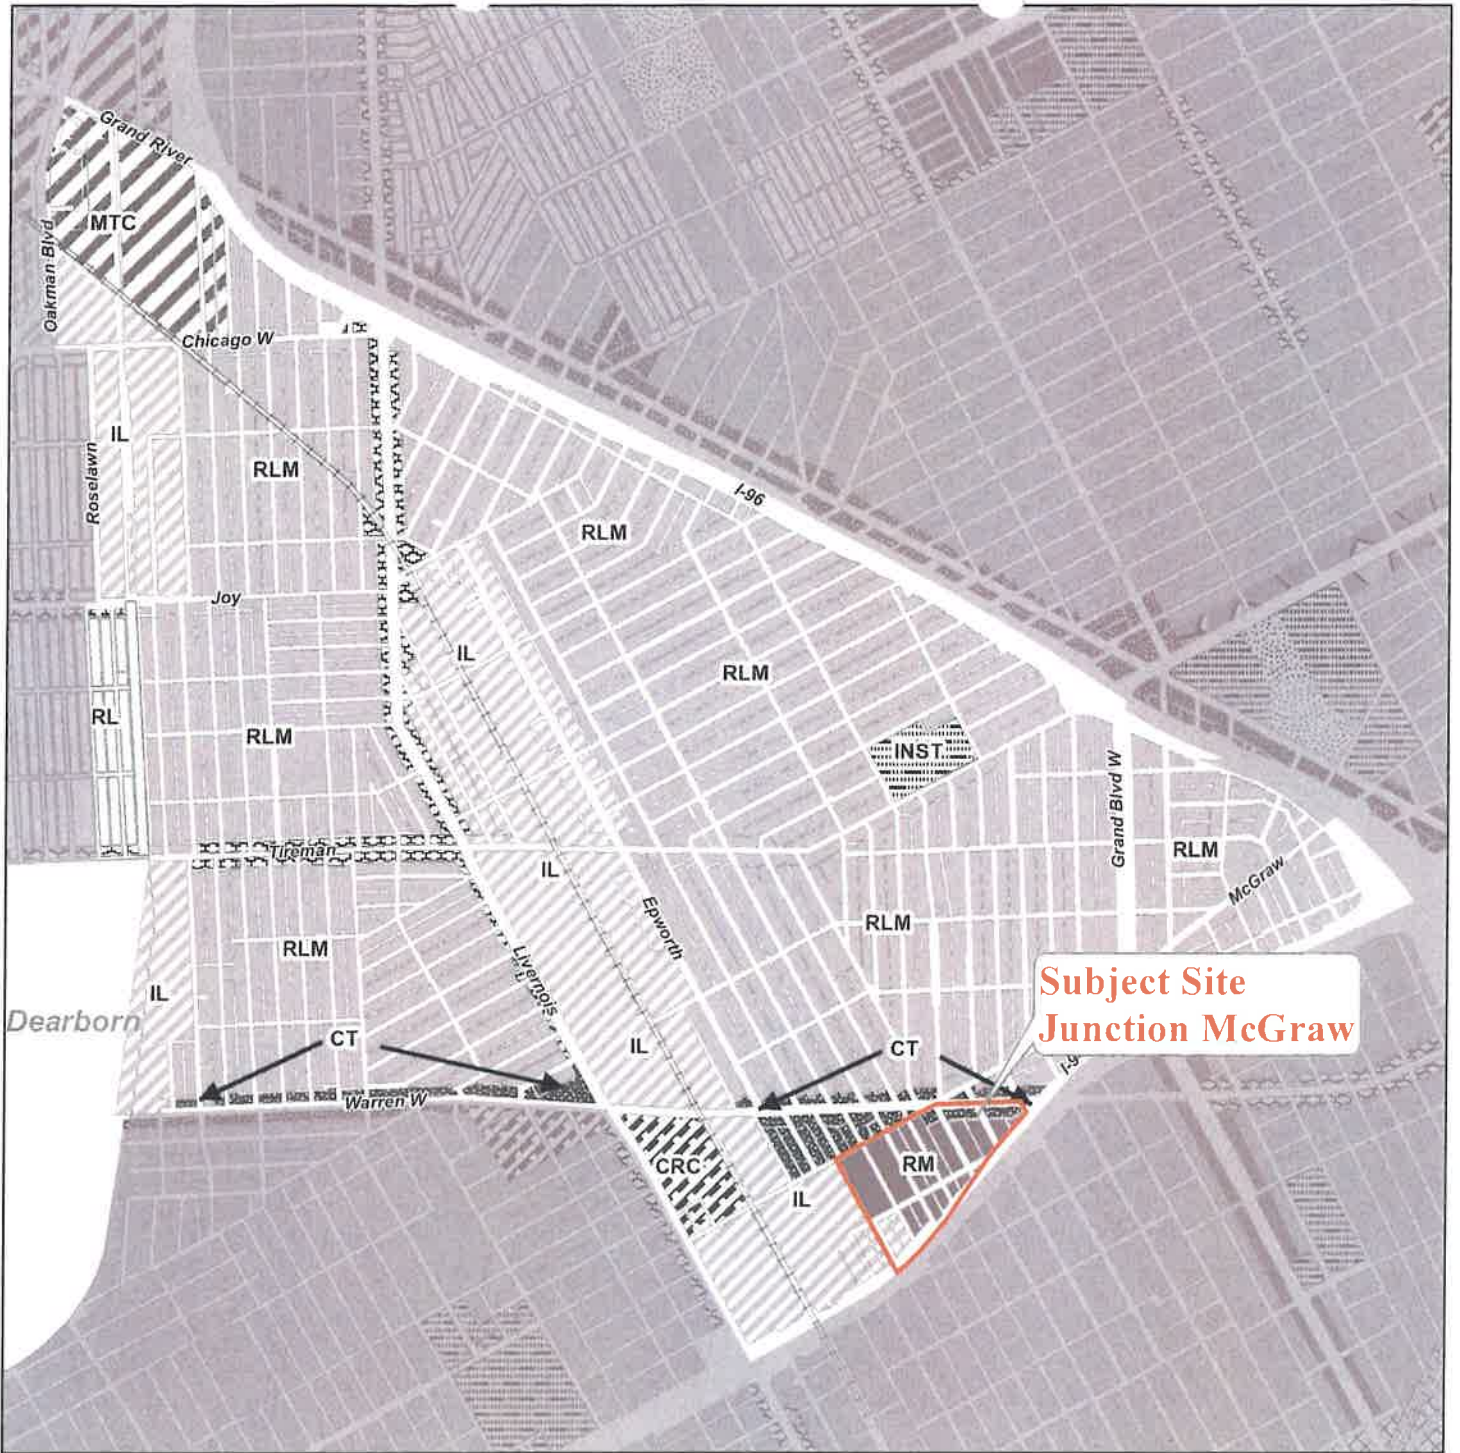 Grand River
MTC
Oakman Blvd
Chicago W
IL
Roselawn
RLM
I-96
RLM
Joy
IL
RLM
RL
RLM
INST
Grand Blvd W
Tireman
RLM
IL
McGraw
Epworth
RLM
RLM
Livernois
Subject Site
Junction McGraw
IL
Dearborn
CT
IL
CT
Warren W
CRC
RM
IL